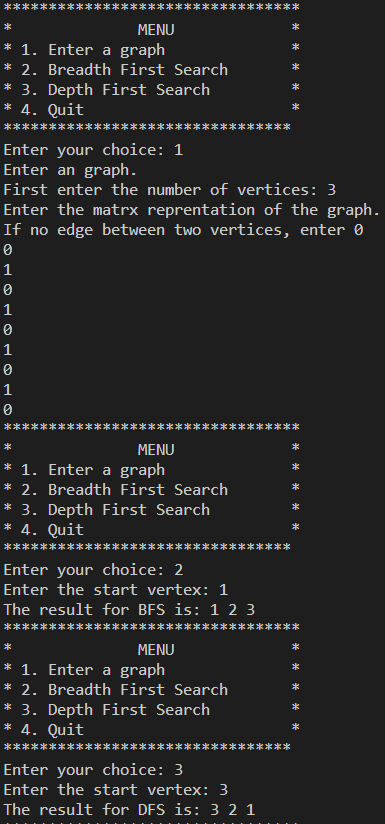 *********************************
*              MENU             *
* 1. Enter a graph              *
* 2. Breadth First Search       *
* 3. Depth First Search         *
* 4. Quit                       *
********************************
Enter your choice: 1
Enter an graph.
First enter the number of vertices: 3
Enter the matrx reprentation of the graph.
If no edge between two vertices, enter 0
0
1
0
1
0
1
0
1
0
*********************************
*              MENU             *
* 1. Enter a graph              *
* 2. Breadth First Search       *
* 3. Depth First Search         *
* 4. Quit                       *
********************************
Enter your choice: 2
Enter the start vertex: 1
The result for BFS is: 1 2 3
*********************************
*              MENU             *
* 1. Enter a graph              *
* 2. Breadth First Search       *
* 3. Depth First Search         *
* 4. Quit                       *
********************************
Enter your choice: 3
Enter the start vertex: 3
The result for DFS is: 3 2 1